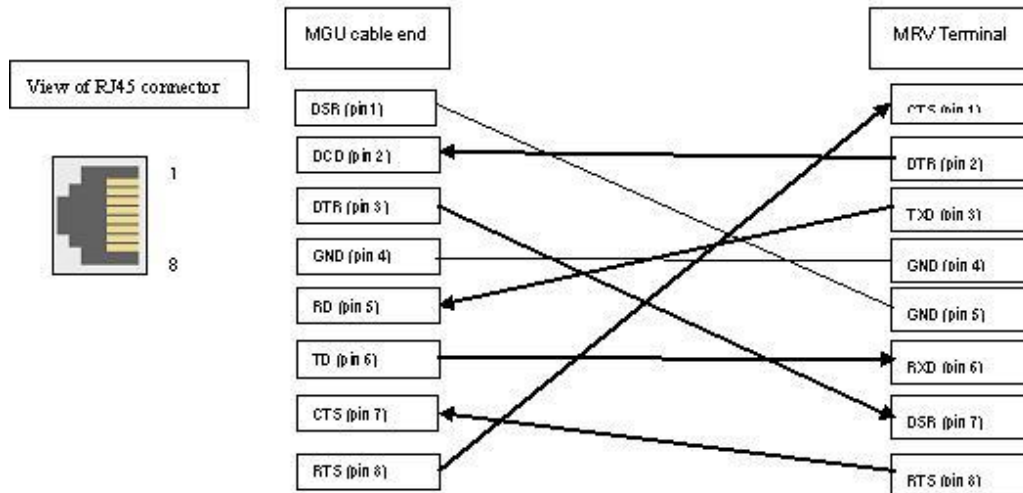 MGU cable end
MRV Terminal
View of RJ45 connector
1
8
DSR (pin1)
DCD (pin 2)
DTR (pin 3)
GND (pin 4)
RD (pin 5)
TD (pin 6)
CTS (pin 7)
RTS (pin 8)
CTS (pin 1)
DTR (pin 2)
TXD (pin 3)
GND (pin 4)
GND (pin 5)
RXD (pin 6)
DSR (pin 7)
RTS (pin 8)